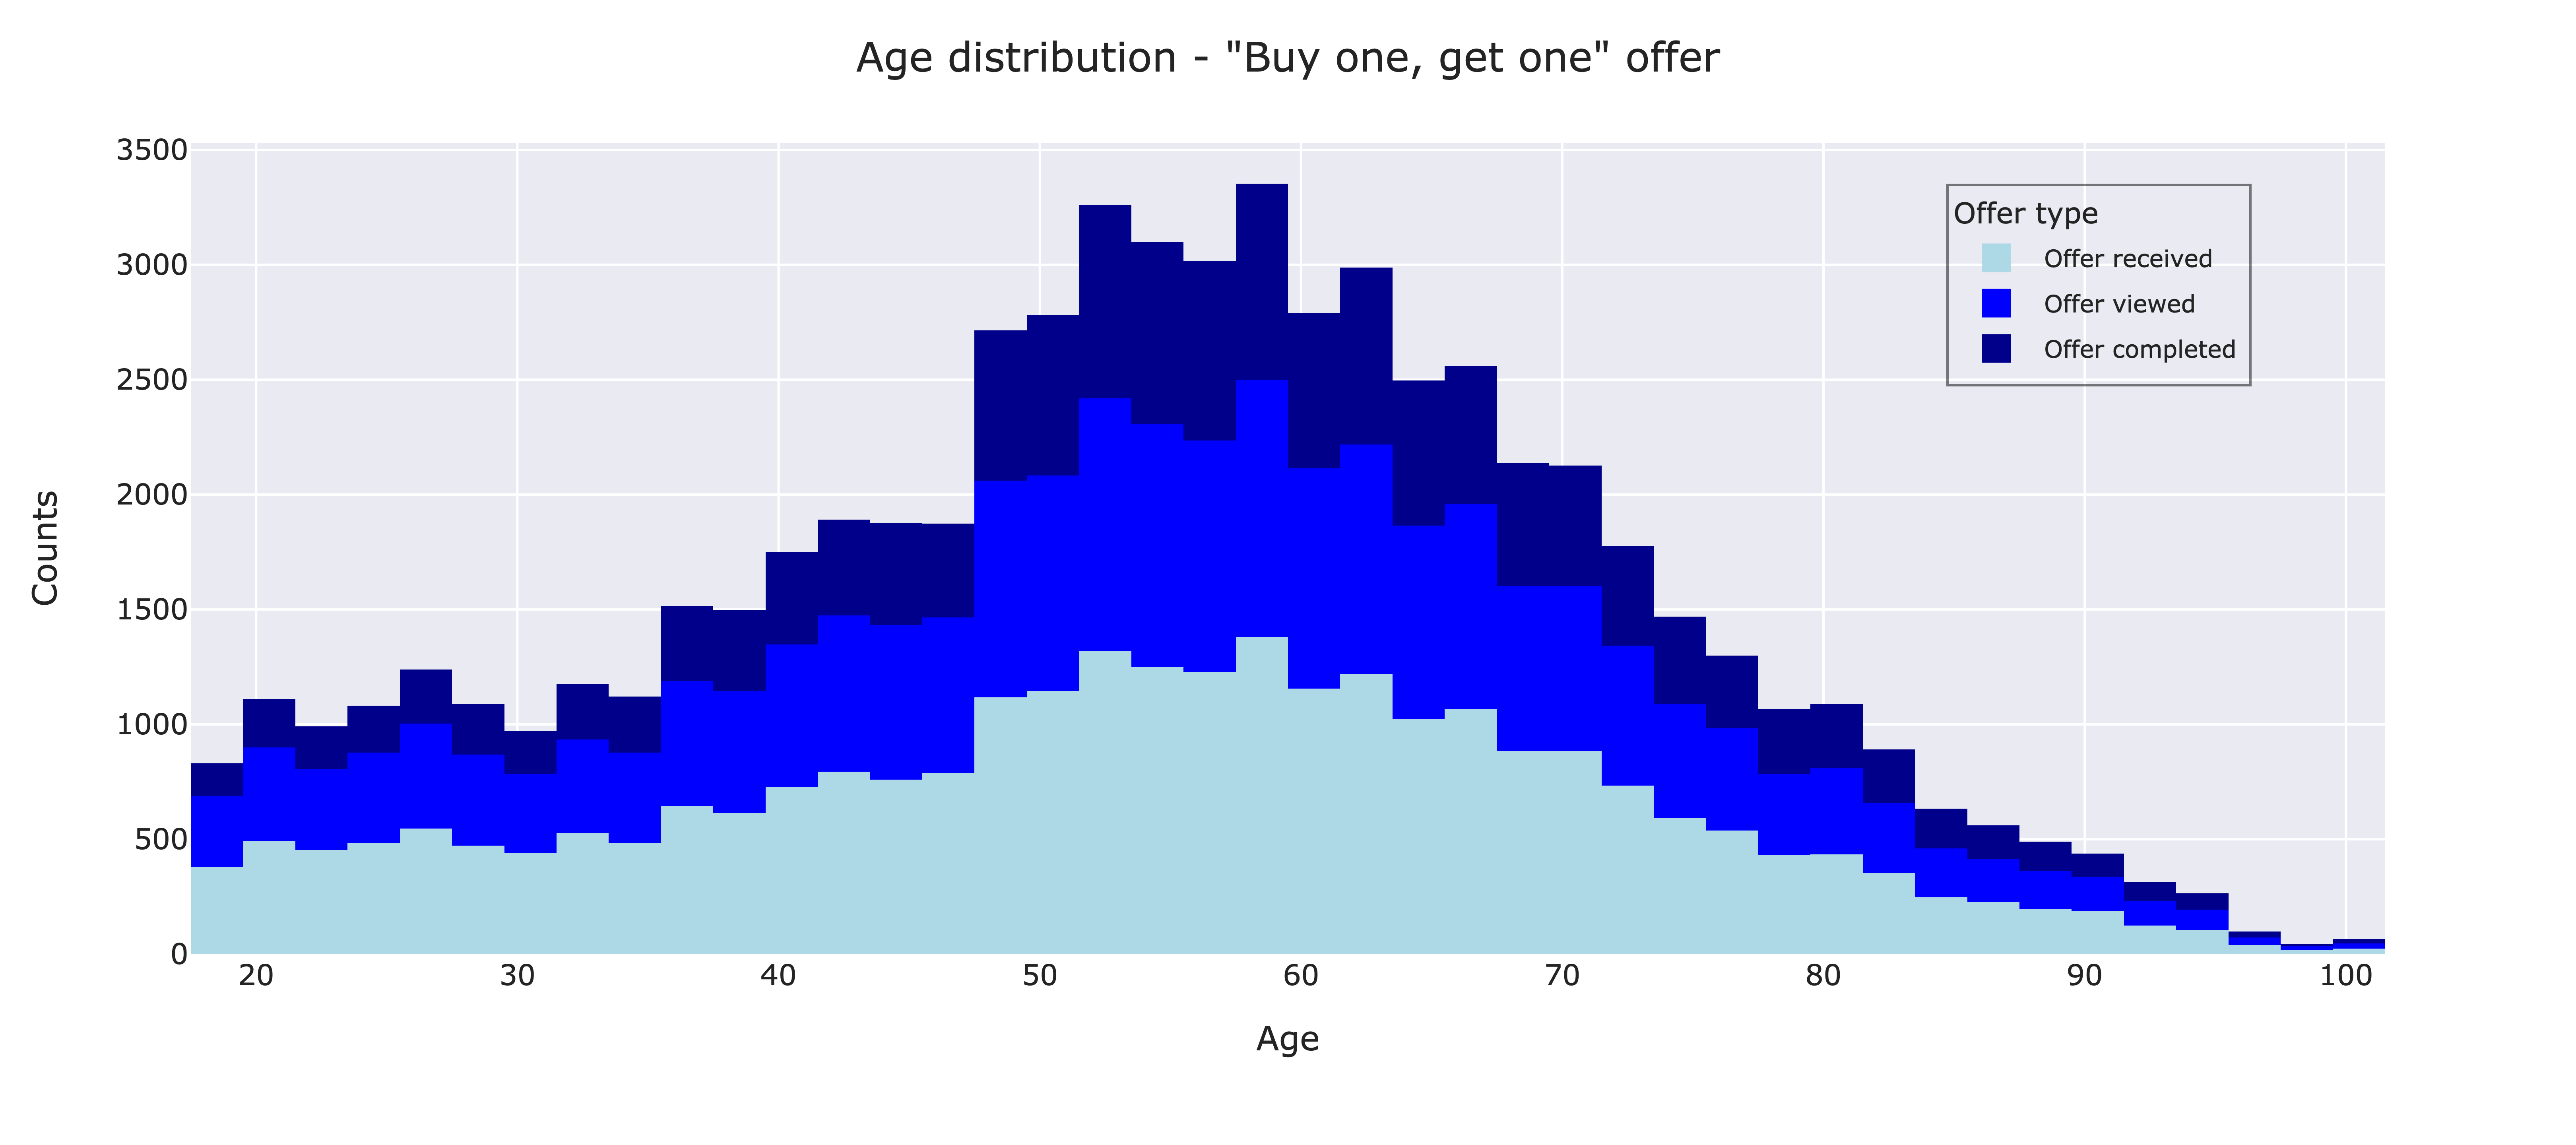 Age distribution - "Buy one, get one" offer
3500
3000
2500
2000
1500
1000
500
0
Counts
Offer type
Offer received
Offer viewed
Offer completed
20 30 40 50 60 70 80 90 100
Age